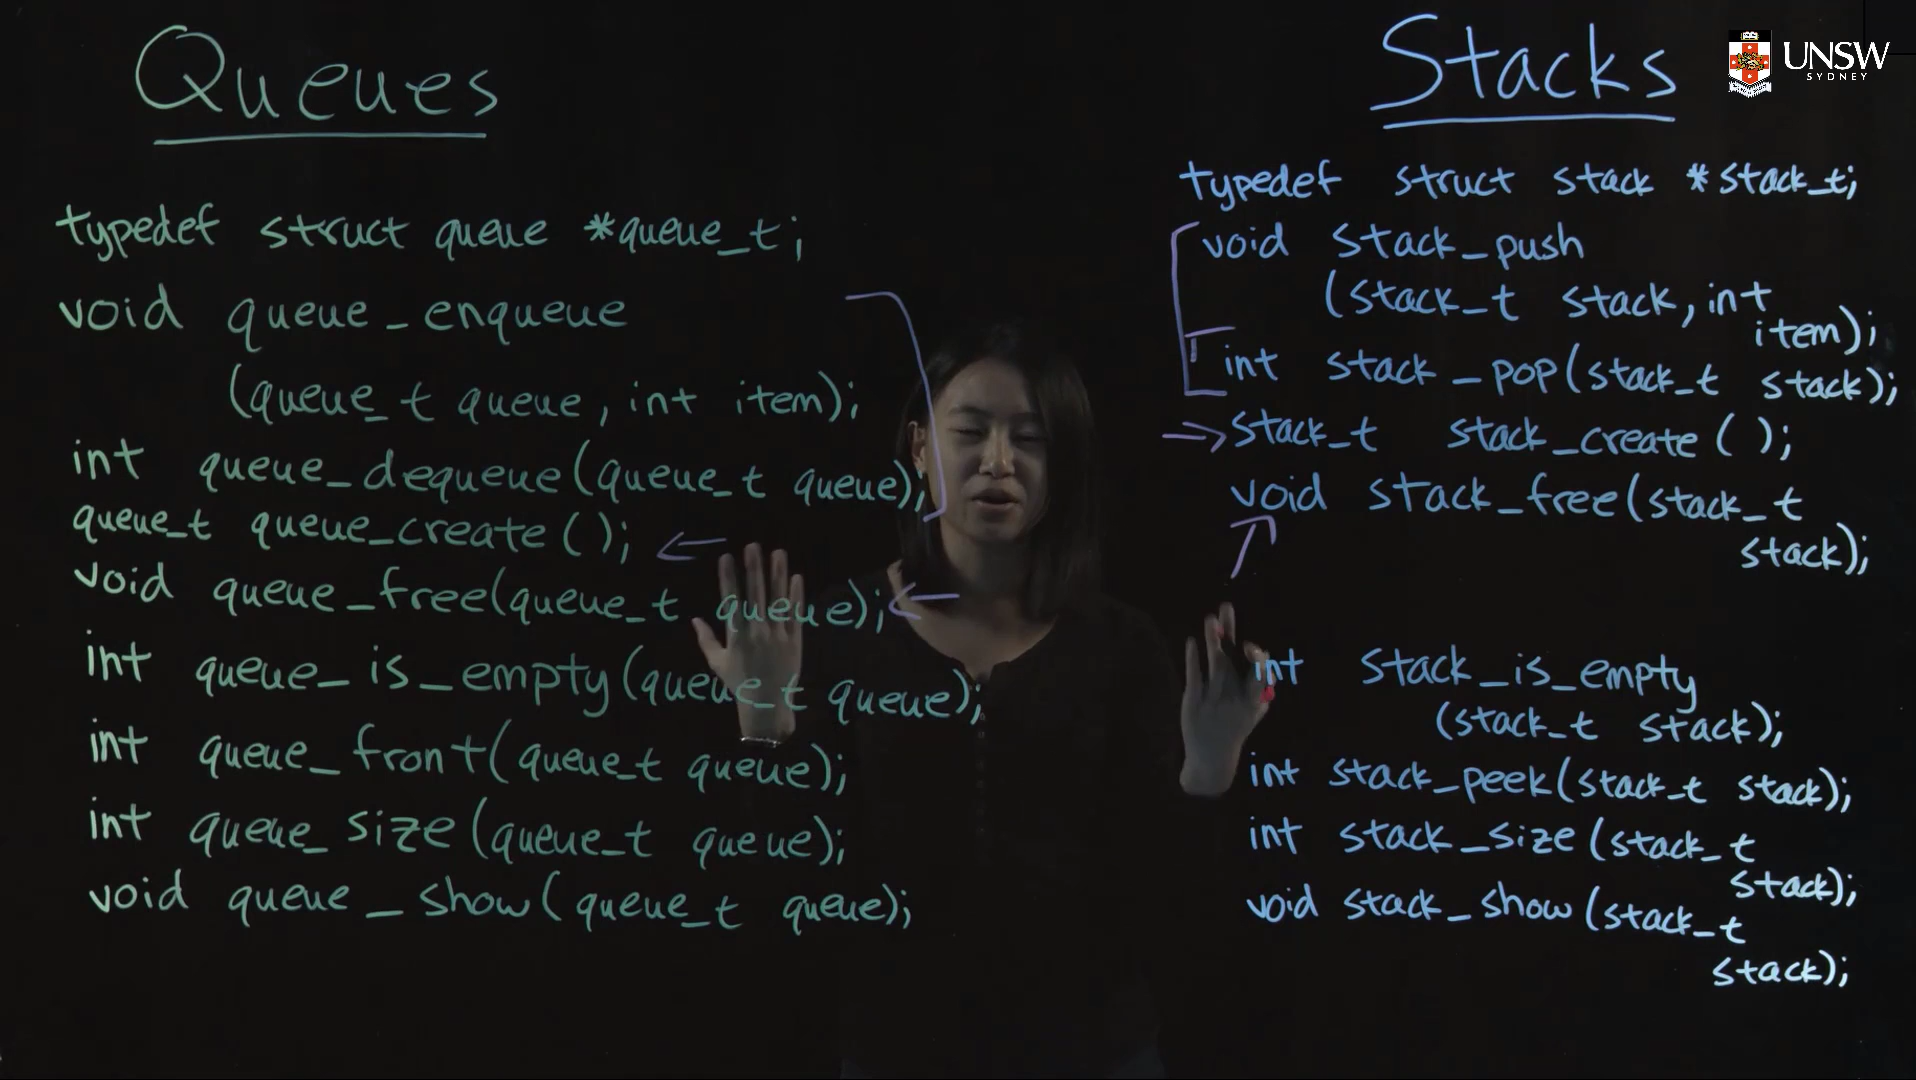 Queues
typedef struct queue *queue_t;
void queue_enqueue
(queue_t queue, int item);
int queue_dequeue(queue_t queue);
queue_t queue_create();
void queue_free(queue_t queue);
int queue_is_empty(queue_t queue);
int queue_front(queue_t queue);
int queue_size(queue_t queue);
void queue_show(queue_t queue);
Stacks
UNSW
SYDNEY
typedef struct stack *stack_t;
void stack_push
(stack_t stack, int
item);
int stack_pop(stack_t stack);
stack_t stack_create();
void stack_free(stack_t
stack);
int stack_is_empty
(stack_t stack);
int stack_peek(stack_t stack);
int stack_size(stack_t
stack);
void stack_show(stack_t
stack);